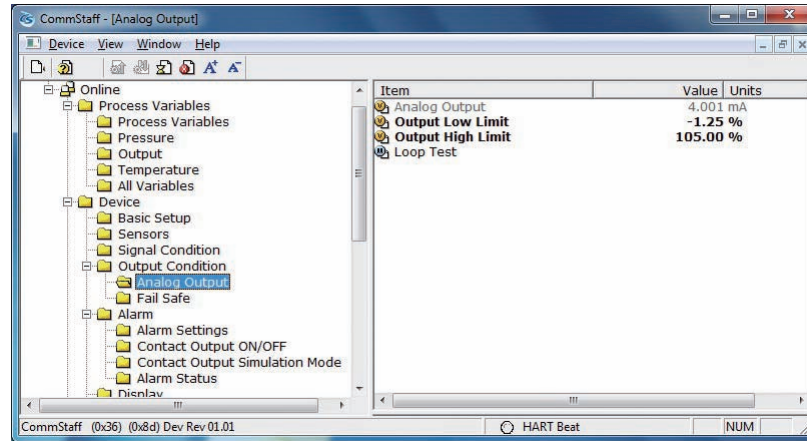 CommStaff - [Analog Output]
Device View Window Help
A+ A-
Online
Process Variables
Process Variables
Pressure
Output
Temperature
All Variables
Device
Basic Setup
Sensors
Signal Condition
Output Condition
Analog Output
Fail Safe
Alarm
Alarm Settings
Contact Output ON/OFF
Contact Output Simulation Mode
Alarm Status
Display
Item Value Units
Analog Output 4.001 mA
Output Low Limit -1.25 %
Output High Limit 105.00 %
Loop Test
CommStaff (0x36) (0x8d) Dev Rev 01.01 HART Beat NUM